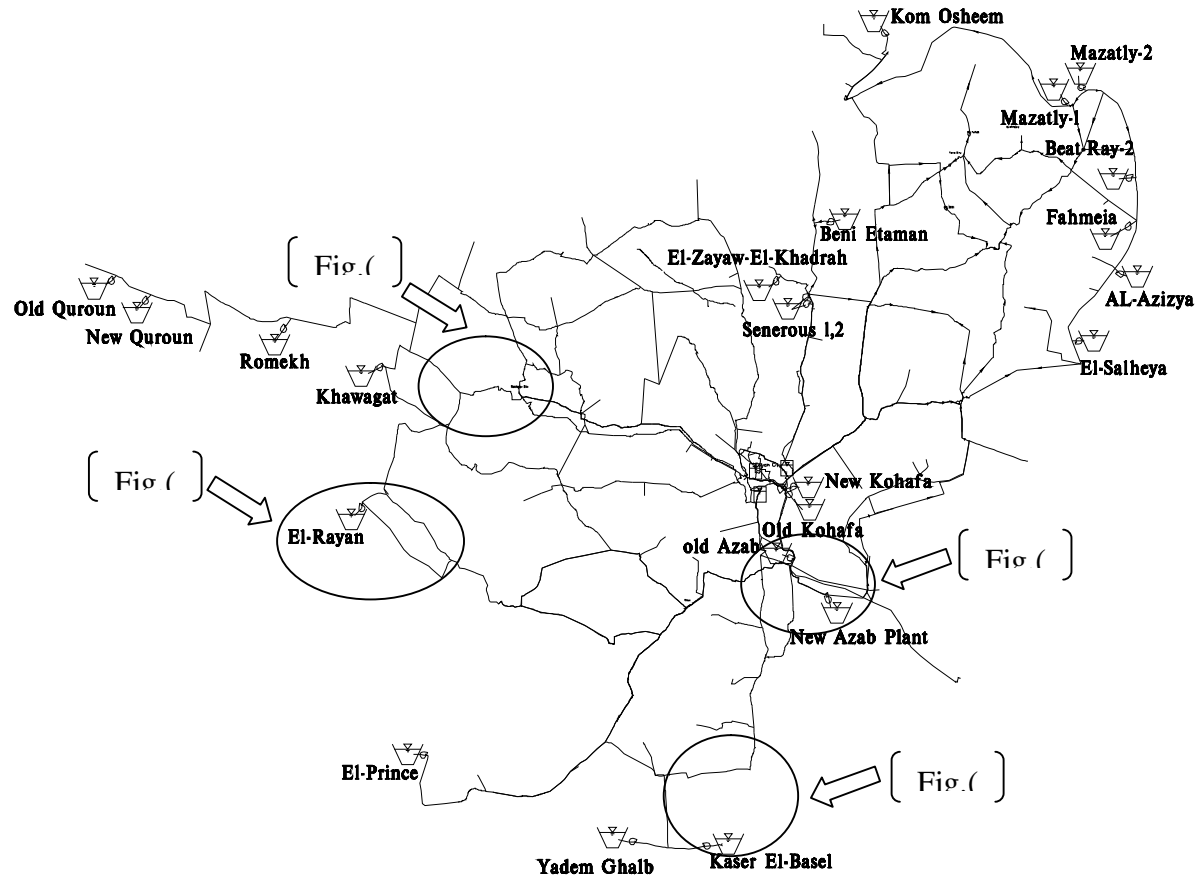 Kom Osheem
Mazatly-2
Mazatly-1
Beat-Ray-2
Fahmeia
Beni Etaman
El-Zayaw-El-Khadrah
AL-Azizya
Senerous 1,2
El-Salheya
Fig.(
Old Quroun
New Quroun
Romekh
Khawagat
Fig.(
El-Rayan
New Kohafa
Old Kohafa
old Azab
Fig.(
New Azab Plant
El-Prince
Fig.(
Yadem Ghalb
Kaser El-Basel